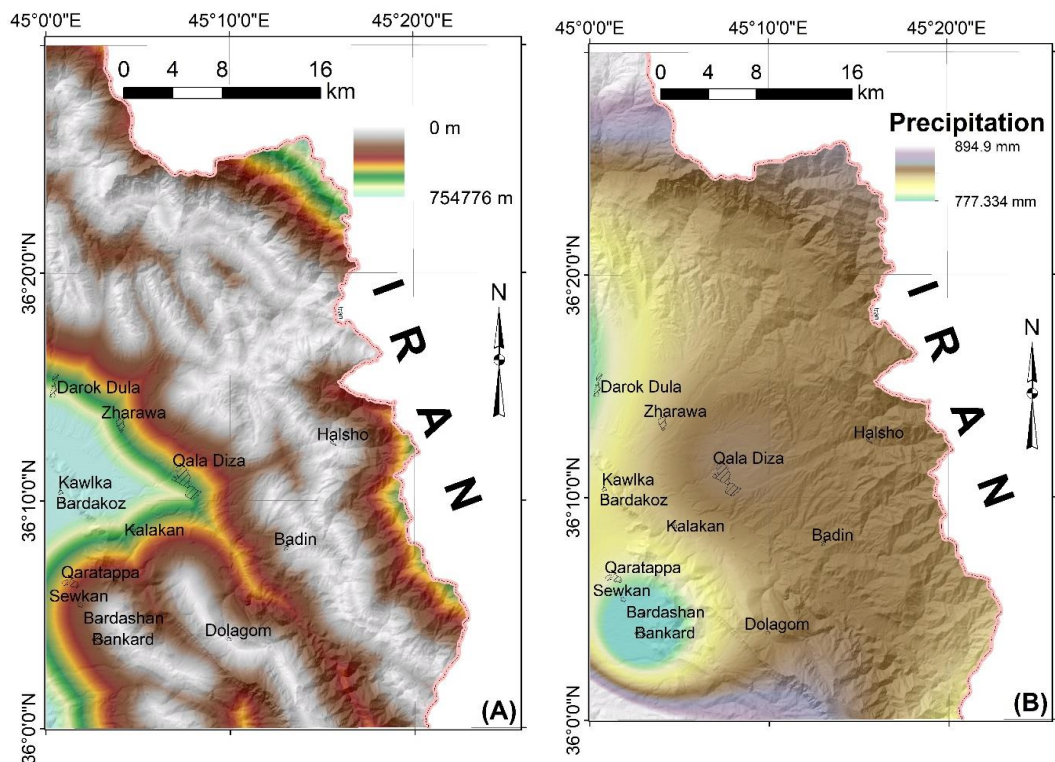 45°0'0"E 45°10'0"E 45°20'0"E
0 4 8 16
km
0 m
754776 m
36°20'0"N
36°10'0"N
36°0'0"N
N
I
R
A
N
Iran
Darok Dula
Zharawa
Halsho
Qala Diza
Kawlka
Bardakoz
Kalakan
Badin
Qaratappa
Sewkan
Bardashan
Bankard
Dolagom
(A)
45°0'0"E 45°10'0"E 45°20'0"E
0 4 8 16
km
Precipitation
894.9 mm
777.334 mm
36°20'0"N
36°10'0"N
36°0'0"N
N
I
R
A
N
Iran
Darok Dula
Zharawa
Halsho
Qala Diza
Kawlka
Bardakoz
Kalakan
Badin
Qaratappa
Sewkan
Bardashan
Bankard
Dolagom
(B)